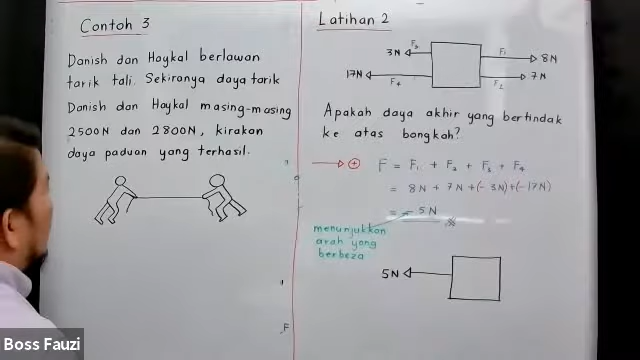 Contoh 3
Danish dan Haykal berlawan
tarik tali. Sekiranya daya tarik
Danish dan Haykal masing-masing
2500N dan 2800N, kirakan
daya paduan yang terhasil.
Latihan 2
3N F₃ F₁ 8N
17N F₄ F₂ 7N
Apakah daya akhir yang bertindak
ke atas bongkah?
F = F₁ + F₂ + F₃ + F₄
= 8N + 7N + (- 3N) + (- 17N)
= - 5N
menunjukkan
arah yang
berbeza
5N
F
Boss Fauzi